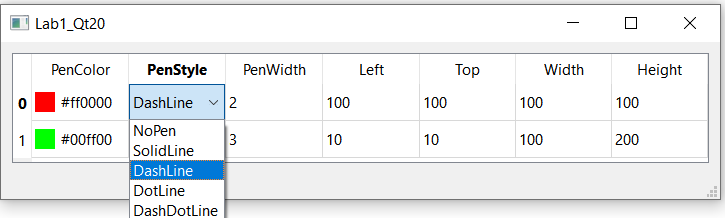 Lab1_Qt20
PenColor PenStyle PenWidth Left Top Width Height
0 #ff0000 DashLine 2 100 100 100 100
NoPen
1 #00ff00 3 10 10 100 200
SolidLine
DashLine
DotLine
DashDotLine